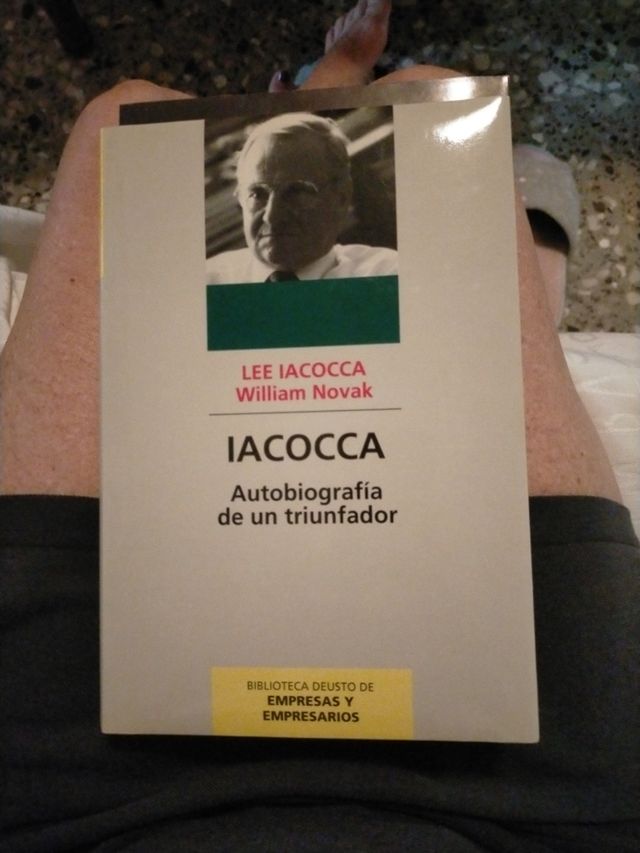 LEE IACOCCA
William Novak
IACOCCA
Autobiografía
de un triunfador
BIBLIOTECA DEUSTO DE
EMPRESAS Y
EMPRESARIOS